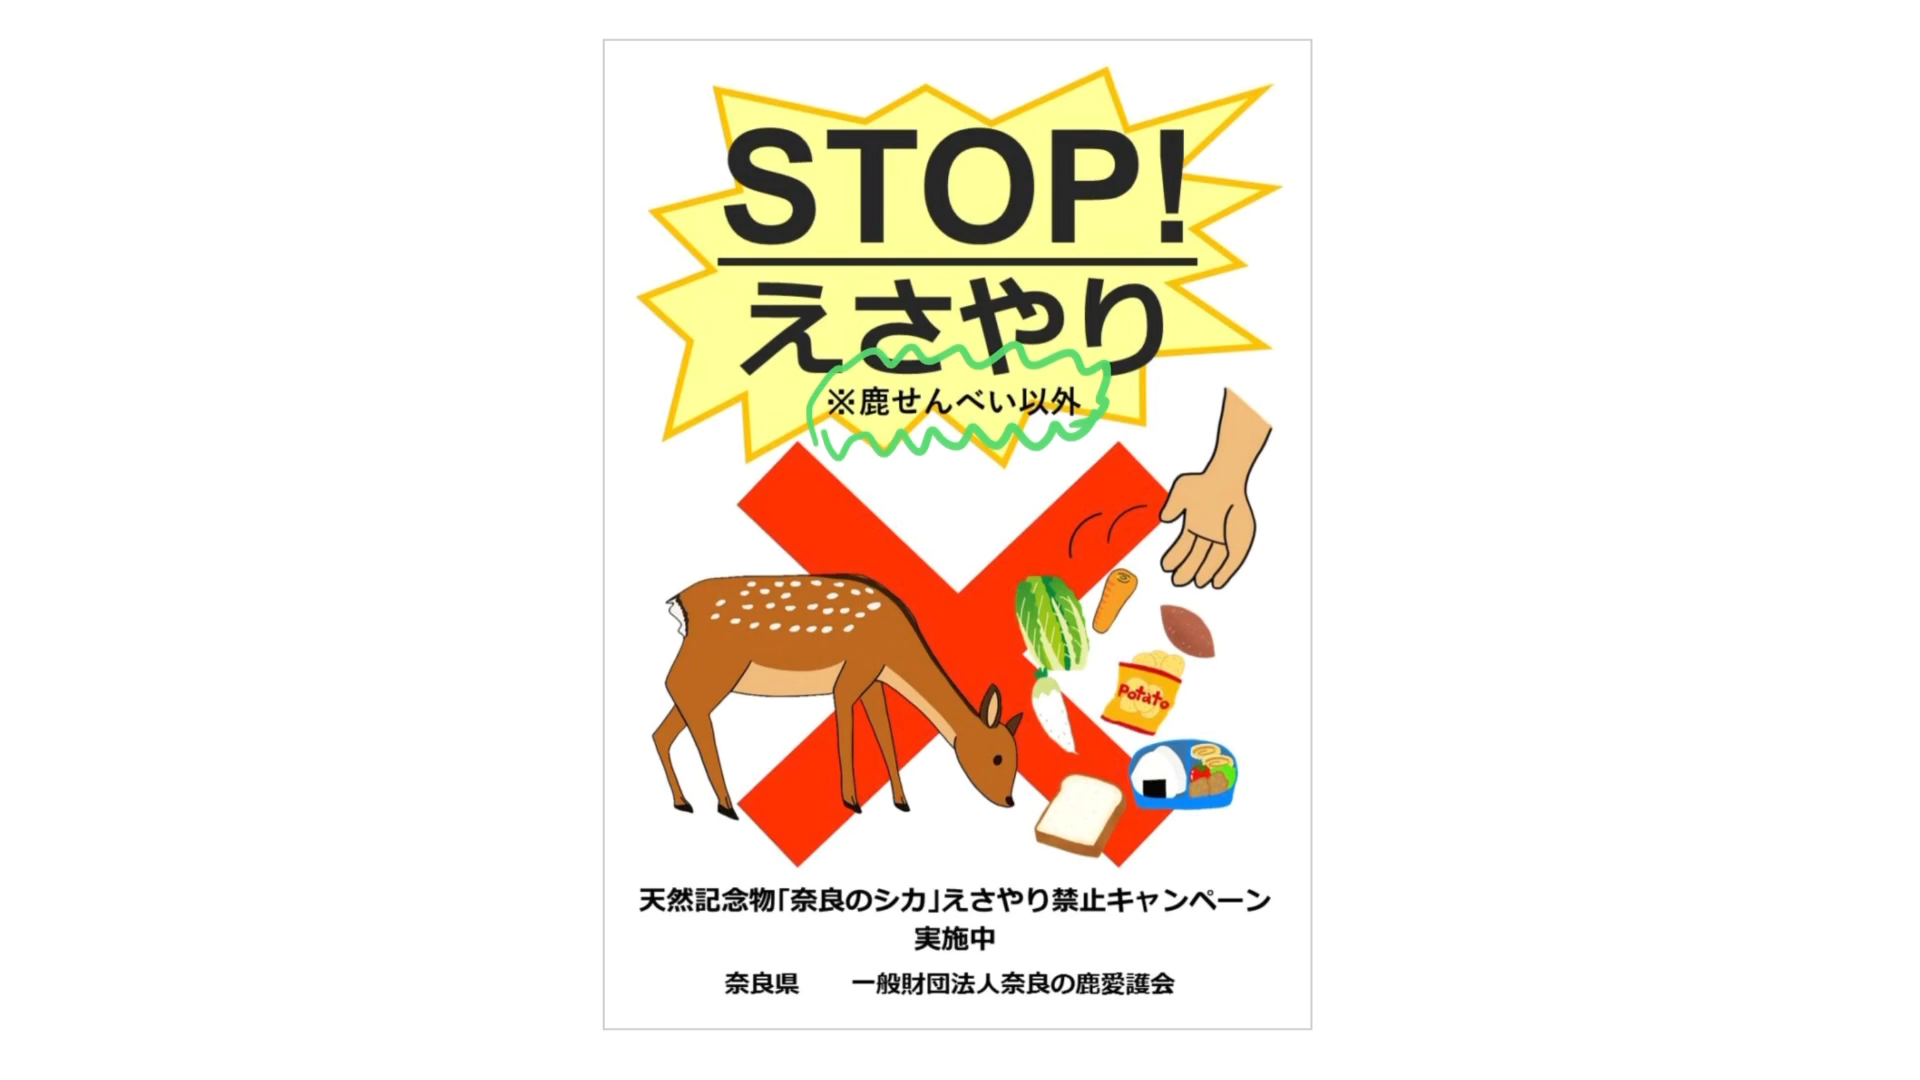 STOP!
えさやり
※鹿せんべい以外
Potato
天然記念物｢奈良のシカ｣えさやり禁止キャンペーン
実施中
奈良県　　一般財団法人奈良の鹿愛護会